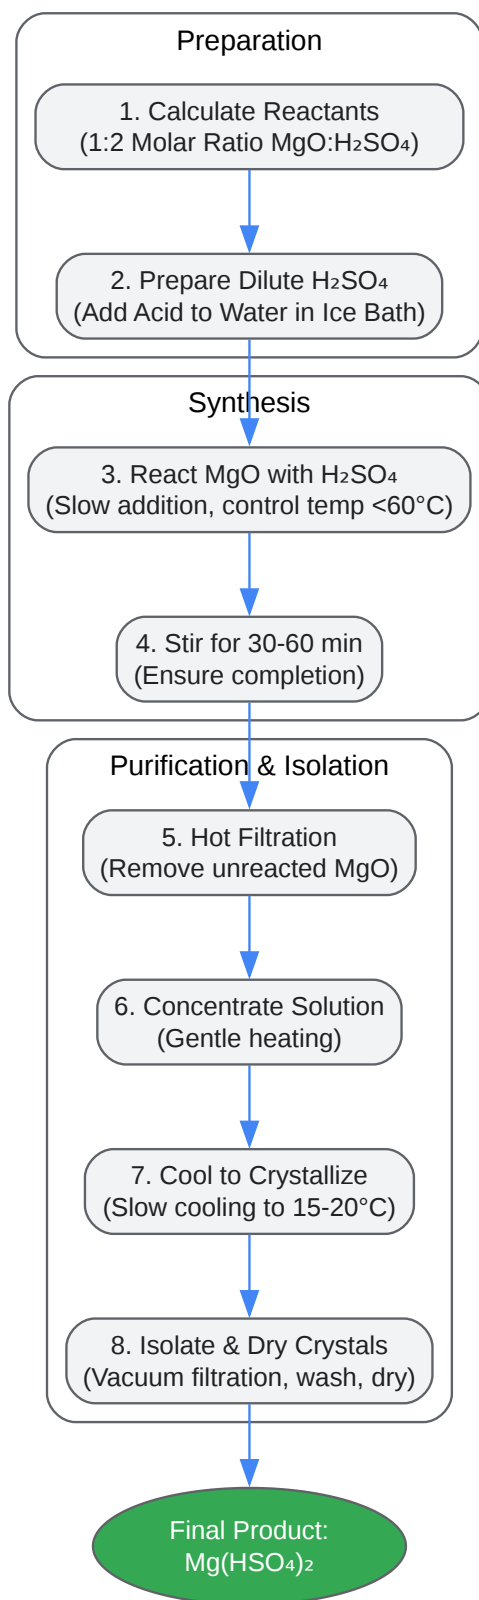 Preparation
1. Calculate Reactants
(1:2 Molar Ratio MgO:H₂SO₄)
2. Prepare Dilute H₂SO₄
(Add Acid to Water in Ice Bath)
Synthesis
3. React MgO with H₂SO₄
(Slow addition, control temp <60°C)
4. Stir for 30-60 min
(Ensure completion)
Purification & Isolation
5. Hot Filtration
(Remove unreacted MgO)
6. Concentrate Solution
(Gentle heating)
7. Cool to Crystallize
(Slow cooling to 15-20°C)
8. Isolate & Dry Crystals
(Vacuum filtration, wash, dry)
Final Product:
Mg(HSO₄)₂